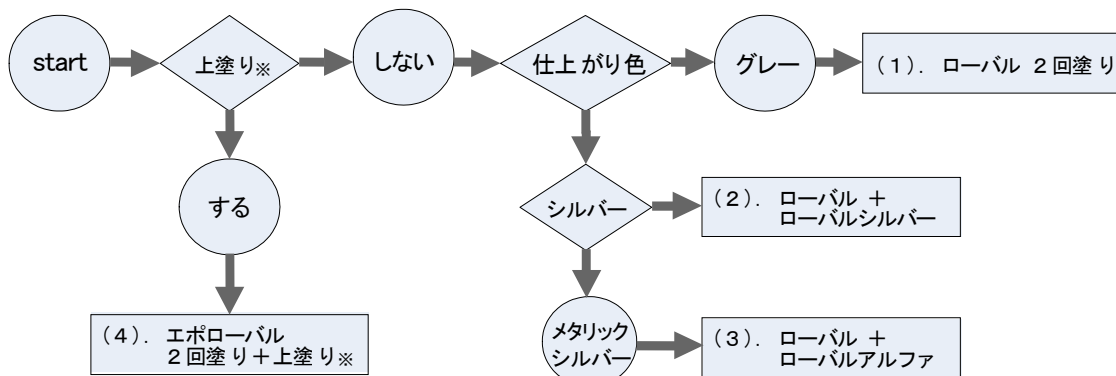 start
上塗り※
しない
仕上がり色
グレー
(1). ローバル 2回塗り
する
シルバー
(2). ローバル +
ローバルシルバー
(4). エポローバル
2回塗り+上塗り※
メタリック
シルバー
(3). ローバル +
ローバルアルファ